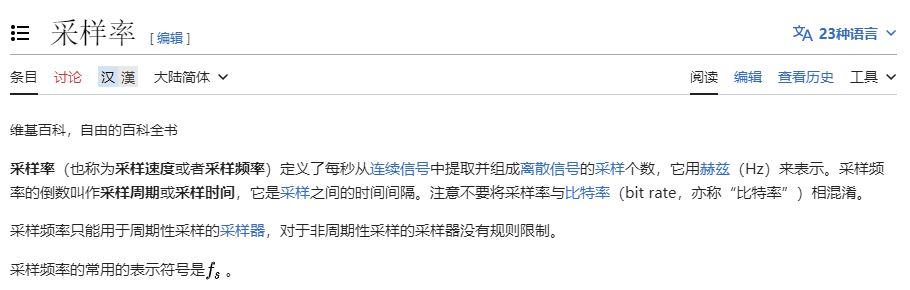 采样率 [ 编辑 ]
23种语言
条目 讨论 汉 漢 大陆简体 阅读 编辑 查看历史 工具
维基百科，自由的百科全书
采样率（也称为采样速度或者采样频率）定义了每秒从连续信号中提取并组成离散信号的采样个数，它用赫兹（Hz）来表示。采样频
率的倒数叫作采样周期或采样时间，它是采样之间的时间间隔。注意不要将采样率与比特率（bit rate，亦称“比特率”）相混淆。
采样频率只能用于周期性采样的采样器，对于非周期性采样的采样器没有规则限制。
采样频率的常用的表示符号是fₛ 。